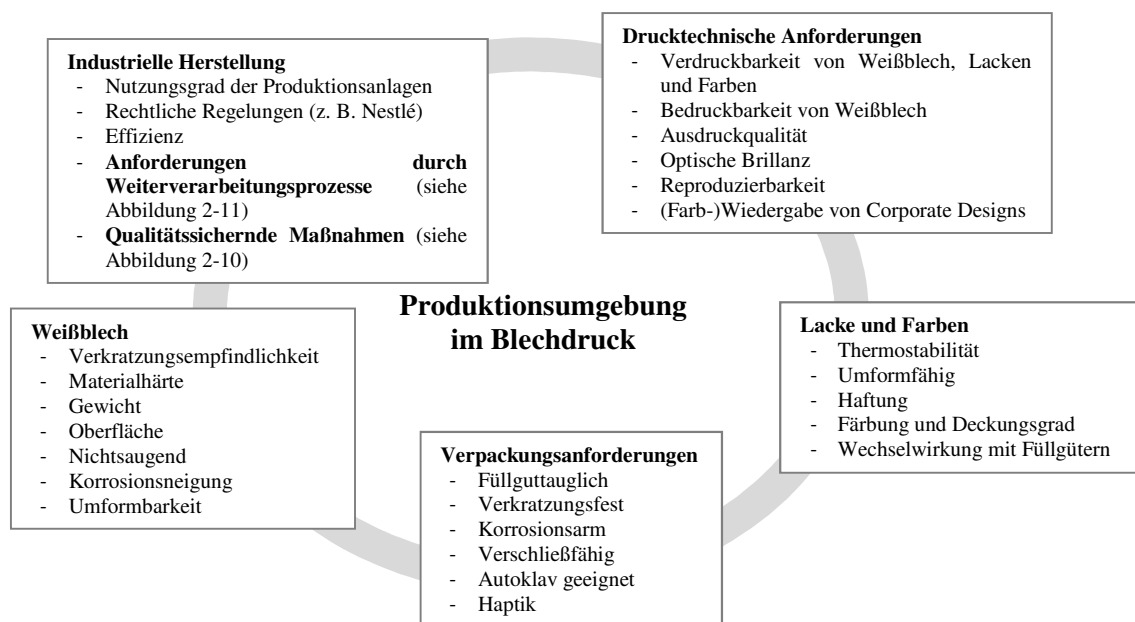 Industrielle Herstellung
- Nutzungsgrad der Produktionsanlagen
- Rechtliche Regelungen (z. B. Nestlé)
- Effizienz
- Anforderungen durch
Weiterverarbeitungsprozesse (siehe
Abbildung 2-11)
- Qualitätssichernde Maßnahmen (siehe
Abbildung 2-10)
Drucktechnische Anforderungen
- Verdruckbarkeit von Weißblech, Lacken
und Farben
- Bedruckbarkeit von Weißblech
- Ausdruckqualität
- Optische Brillanz
- Reproduzierbarkeit
- (Farb-)Wiedergabe von Corporate Designs
Produktionsumgebung
im Blechdruck
Weißblech
- Verkratzungsempfindlichkeit
- Materialhärte
- Gewicht
- Oberfläche
- Nichtsaugend
- Korrosionsneigung
- Umformbarkeit
Lacke und Farben
- Thermostabilität
- Umformfähig
- Haftung
- Färbung und Deckungsgrad
- Wechselwirkung mit Füllgütern
Verpackungsanforderungen
- Füllguttauglich
- Verkratzungsfest
- Korrosionsarm
- Verschließfähig
- Autoklav geeignet
- Haptik